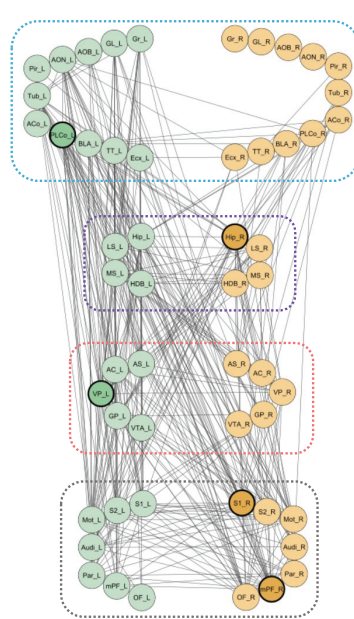 Gr_L
GL_L
AOB_L
AON_L
Pir_L
Tub_L
ACo_L
PLCo_L
BLA_L
TT_L
Ecx_L
Gr_R
GL_R
AOB_R
AON_R
Pir_R
Tub_R
ACo_R
PLCo_R
BLA_R
TT_R
Ecx_R
Hip_L
LS_L
MS_L
HDB_L
Hip_R
LS_R
MS_R
HDB_R
AS_L
AC_L
VP_L
GP_L
VTA_L
AS_R
AC_R
VP_R
GP_R
VTA_R
S1_L
S2_L
Mot_L
Audi_L
Par_L
mPF_L
OF_L
S1_R
S2_R
Mot_R
Audi_R
Par_R
mPF_R
OF_R